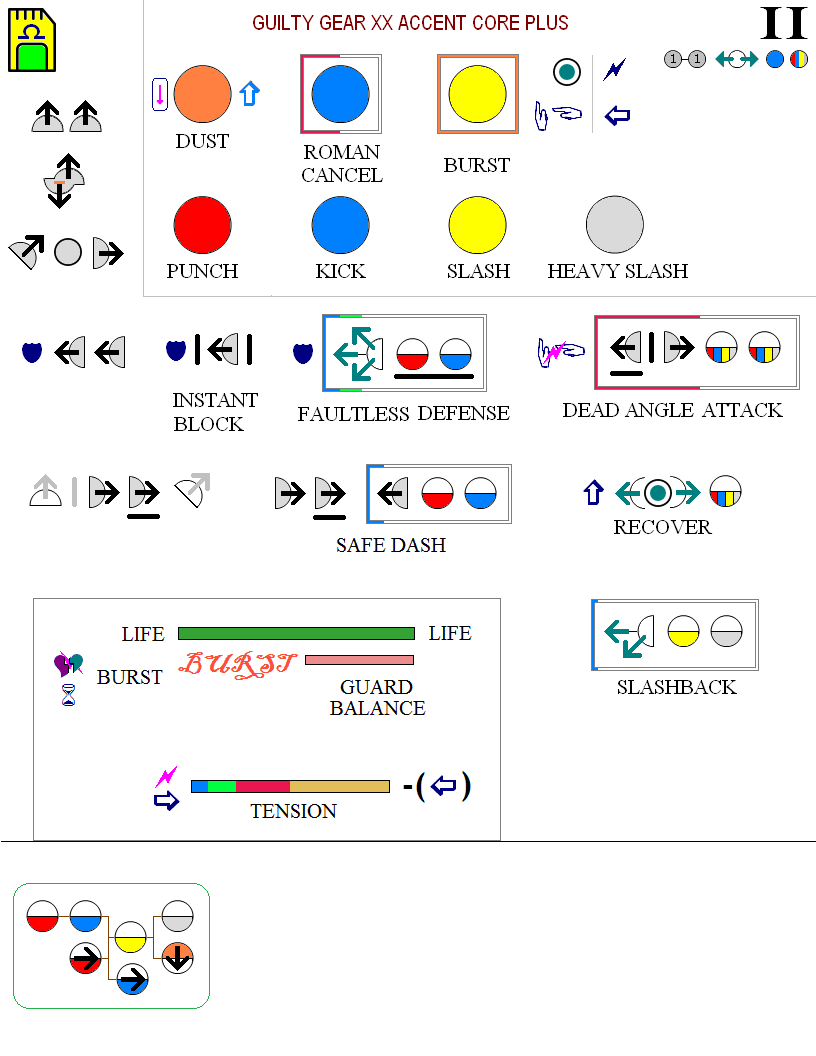 GUILTY GEAR XX ACCENT CORE PLUS
II
1 1
DUST
ROMAN
CANCEL
BURST
PUNCH
KICK
SLASH
HEAVY SLASH
INSTANT
BLOCK
FAULTLESS DEFENSE
DEAD ANGLE ATTACK
SAFE DASH
RECOVER
LIFE
LIFE
BURST
BURST
GUARD
BALANCE
SLASHBACK
-( )
TENSION